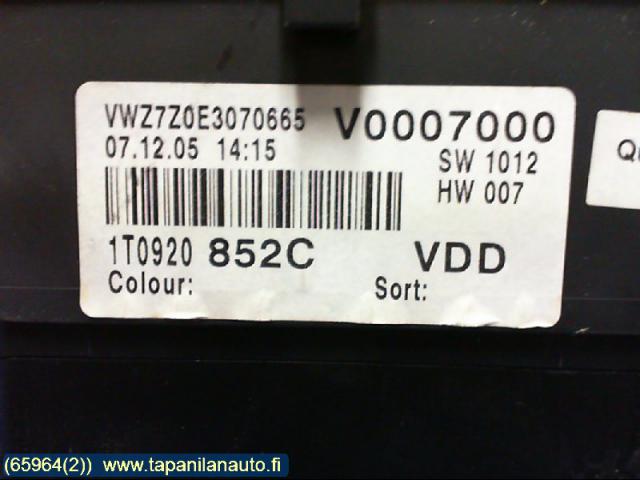 VWZ7Z0E3070665 V0007000
07.12.05 14:15 SW 1012
HW 007
1T0920 852C VDD
Colour: Sort:
(65964(2)) www.tapanilanauto.fi